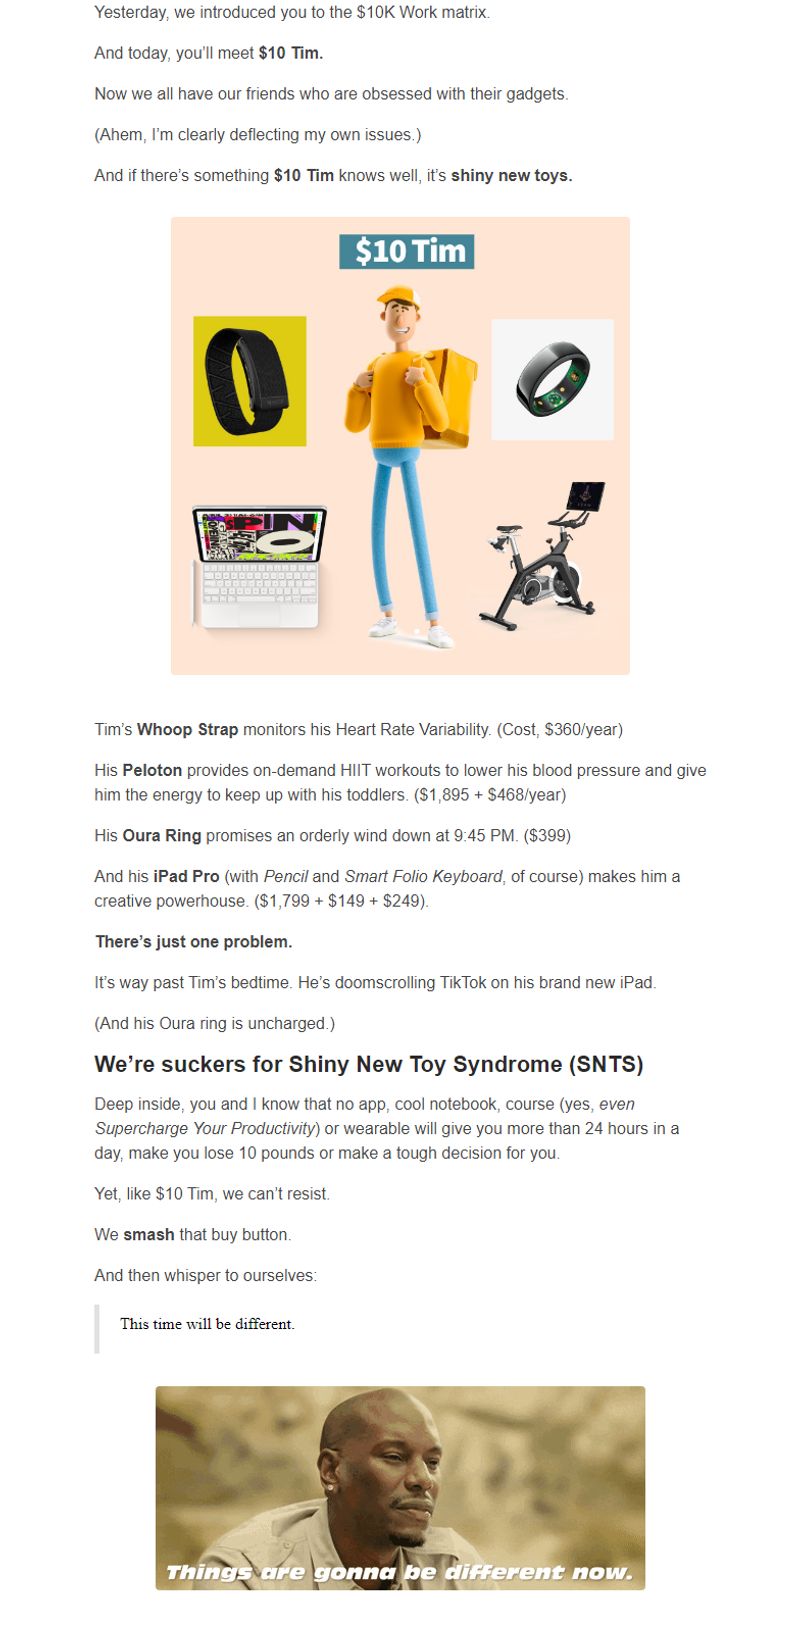 Yesterday, we introduced you to the $10K Work matrix.
And today, you'll meet $10 Tim.
Now we all have our friends who are obsessed with their gadgets.
(Ahem, I'm clearly deflecting my own issues.)
And if there's something $10 Tim knows well, it's shiny new toys.
$10 Tim
Tim's Whoop Strap monitors his Heart Rate Variability. (Cost, $360/year)
His Peloton provides on-demand HIIT workouts to lower his blood pressure and give
him the energy to keep up with his toddlers. ($1,895 + $468/year)
His Oura Ring promises an orderly wind down at 9:45 PM. ($399)
And his iPad Pro (with Pencil and Smart Folio Keyboard, of course) makes him a
creative powerhouse. ($1,799 + $149 + $249).
There's just one problem.
It's way past Tim's bedtime. He's doomscrolling TikTok on his brand new iPad.
(And his Oura ring is uncharged.)
We're suckers for Shiny New Toy Syndrome (SNTS)
Deep inside, you and I know that no app, cool notebook, course (yes, even
Supercharge Your Productivity) or wearable will give you more than 24 hours in a
day, make you lose 10 pounds or make a tough decision for you.
Yet, like $10 Tim, we can't resist.
We smash that buy button.
And then whisper to ourselves:
This time will be different.
Things are gonna be different now.